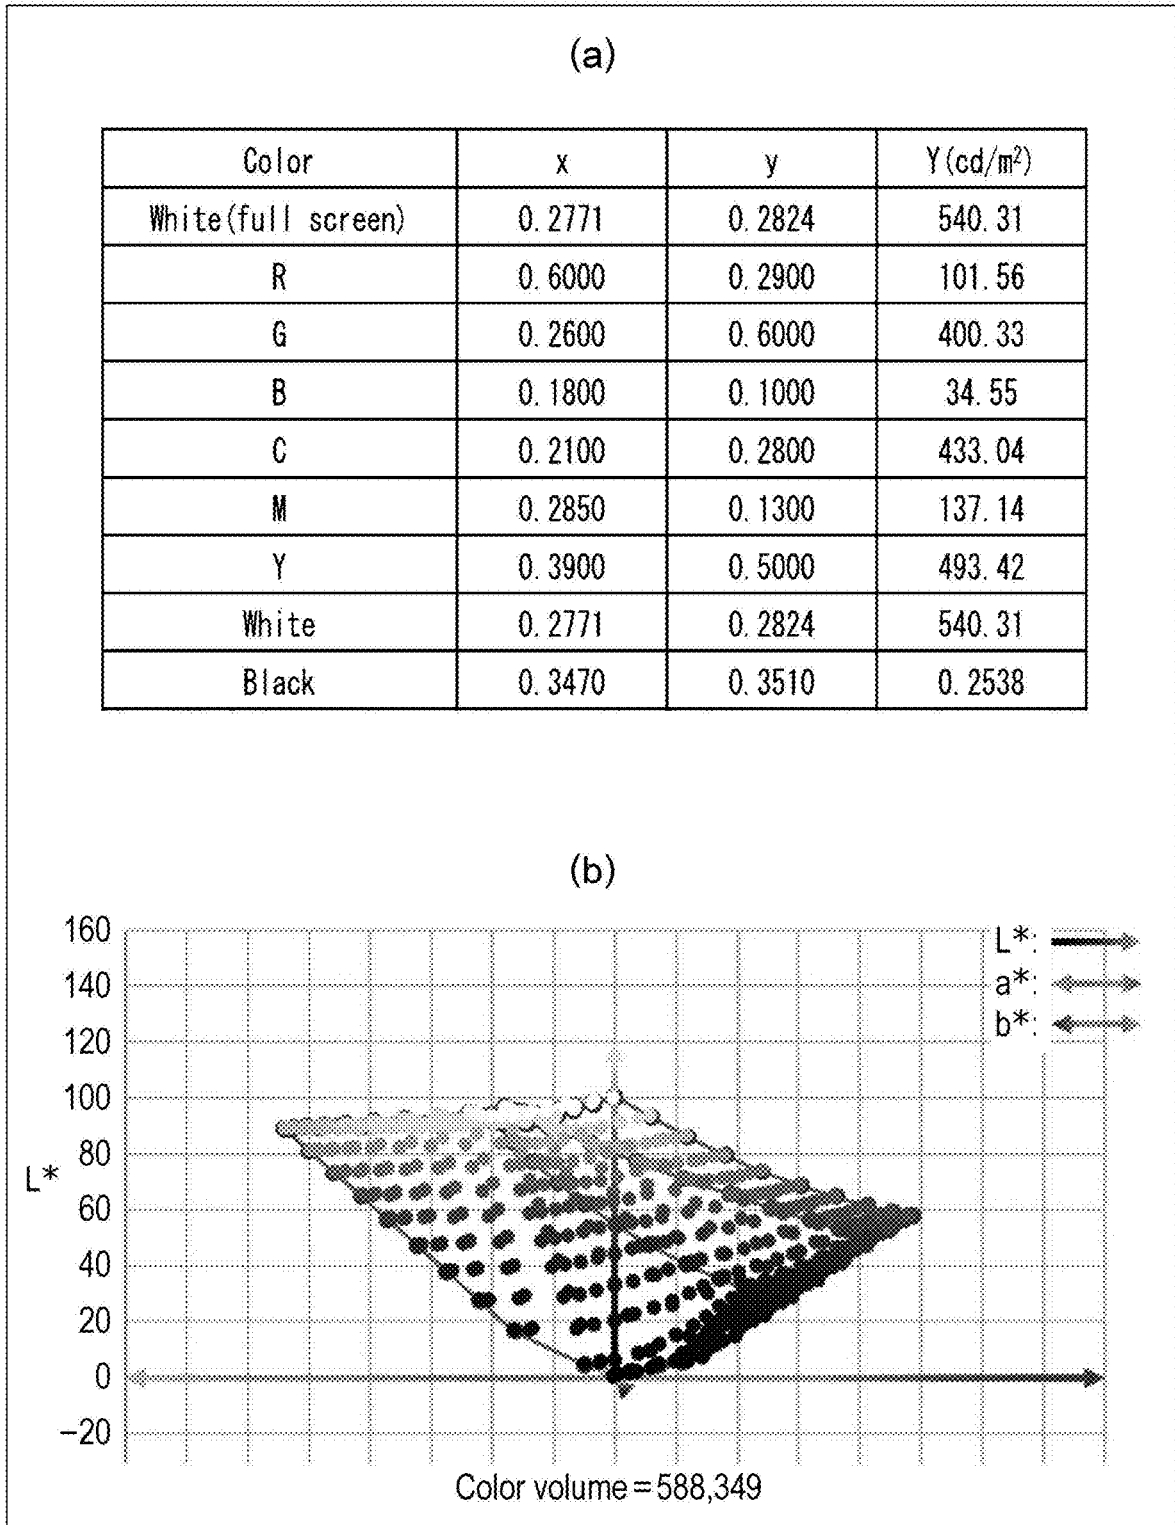 (a)
Color x y Y(cd/m²)
White(full screen) 0.2771 0.2824 540.31
R 0.6000 0.2900 101.56
G 0.2600 0.6000 400.33
B 0.1800 0.1000 34.55
C 0.2100 0.2800 433.04
M 0.2850 0.1300 137.14
Y 0.3900 0.5000 493.42
White 0.2771 0.2824 540.31
Black 0.3470 0.3510 0.2538
(b)
160
140
120
100
80
60
40
20
0
−20
L*
L*:
a*:
b*:
Color volume=588,349